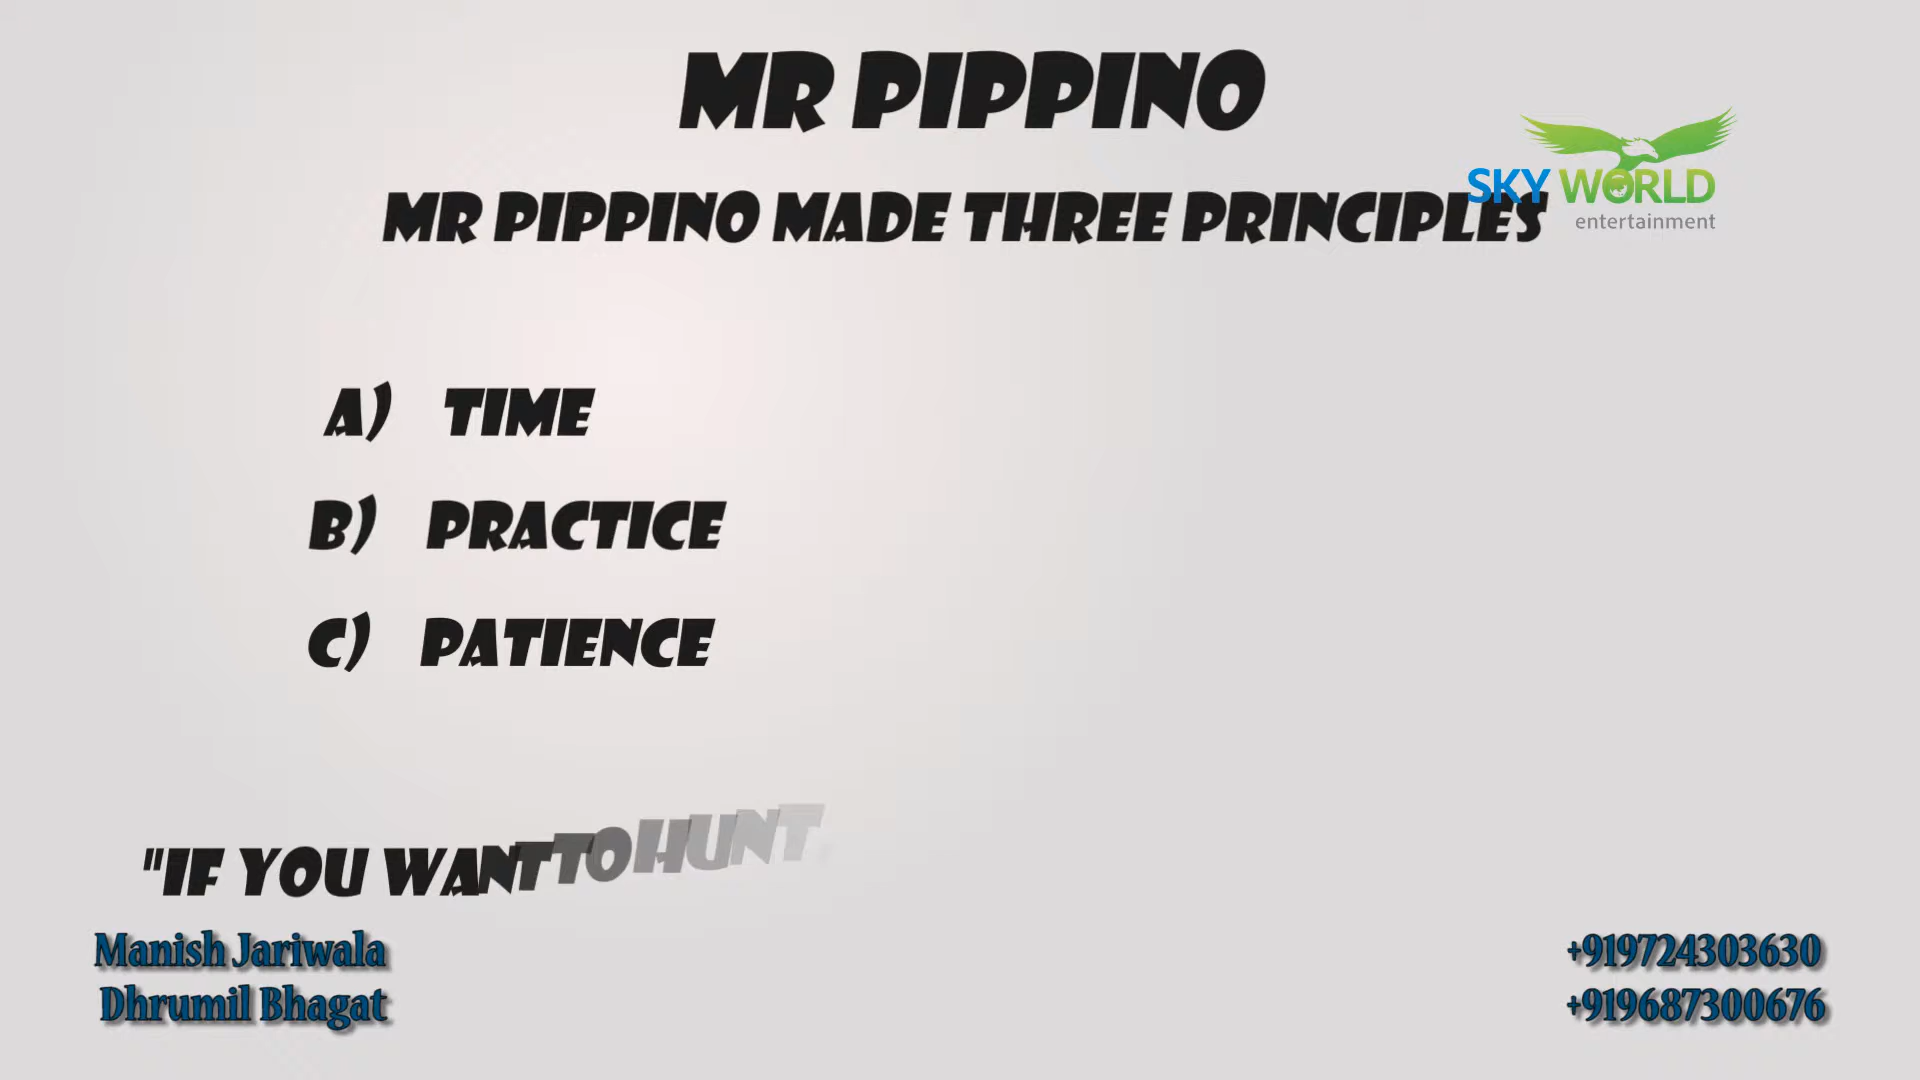 MR PIPPINO
SKY WORLD
entertainment
MR PIPPINO MADE THREE PRINCIPLES
A) TIME
B) PRACTICE
C) PATIENCE
"IF YOU WANT TO HUNT,
Manish Jariwala
Dhrumil Bhagat
+919724303630
+919687300676